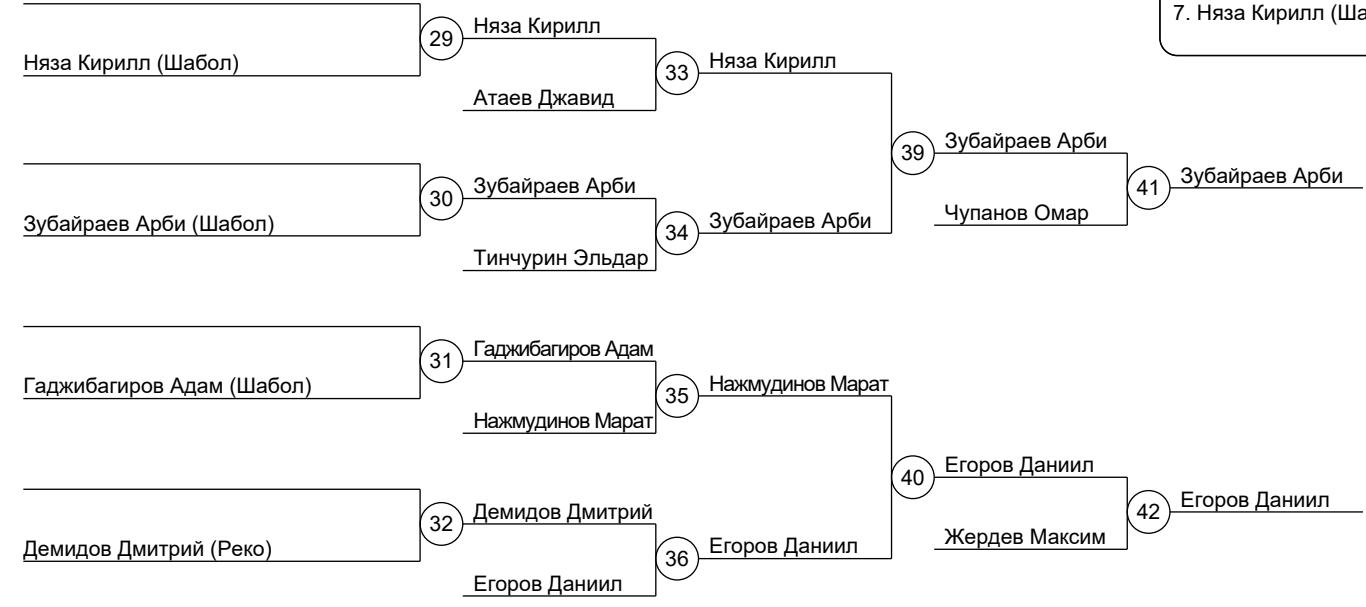 7. Няза Кирилл (Ша
Няза Кирилл (Шабол)
29
Няза Кирилл
Атаев Джавид
33
Няза Кирилл
Зубайраев Арби (Шабол)
30
Зубайраев Арби
Тинчурин Эльдар
34
Зубайраев Арби
39
Зубайраев Арби
Чупанов Омар
41
Зубайраев Арби
Гаджибагиров Адам (Шабол)
31
Гаджибагиров Адам
Нажмудинов Марат
35
Нажмудинов Марат
Демидов Дмитрий (Реко)
32
Демидов Дмитрий
Егоров Даниил
36
Егоров Даниил
40
Егоров Даниил
Жердев Максим
42
Егоров Даниил